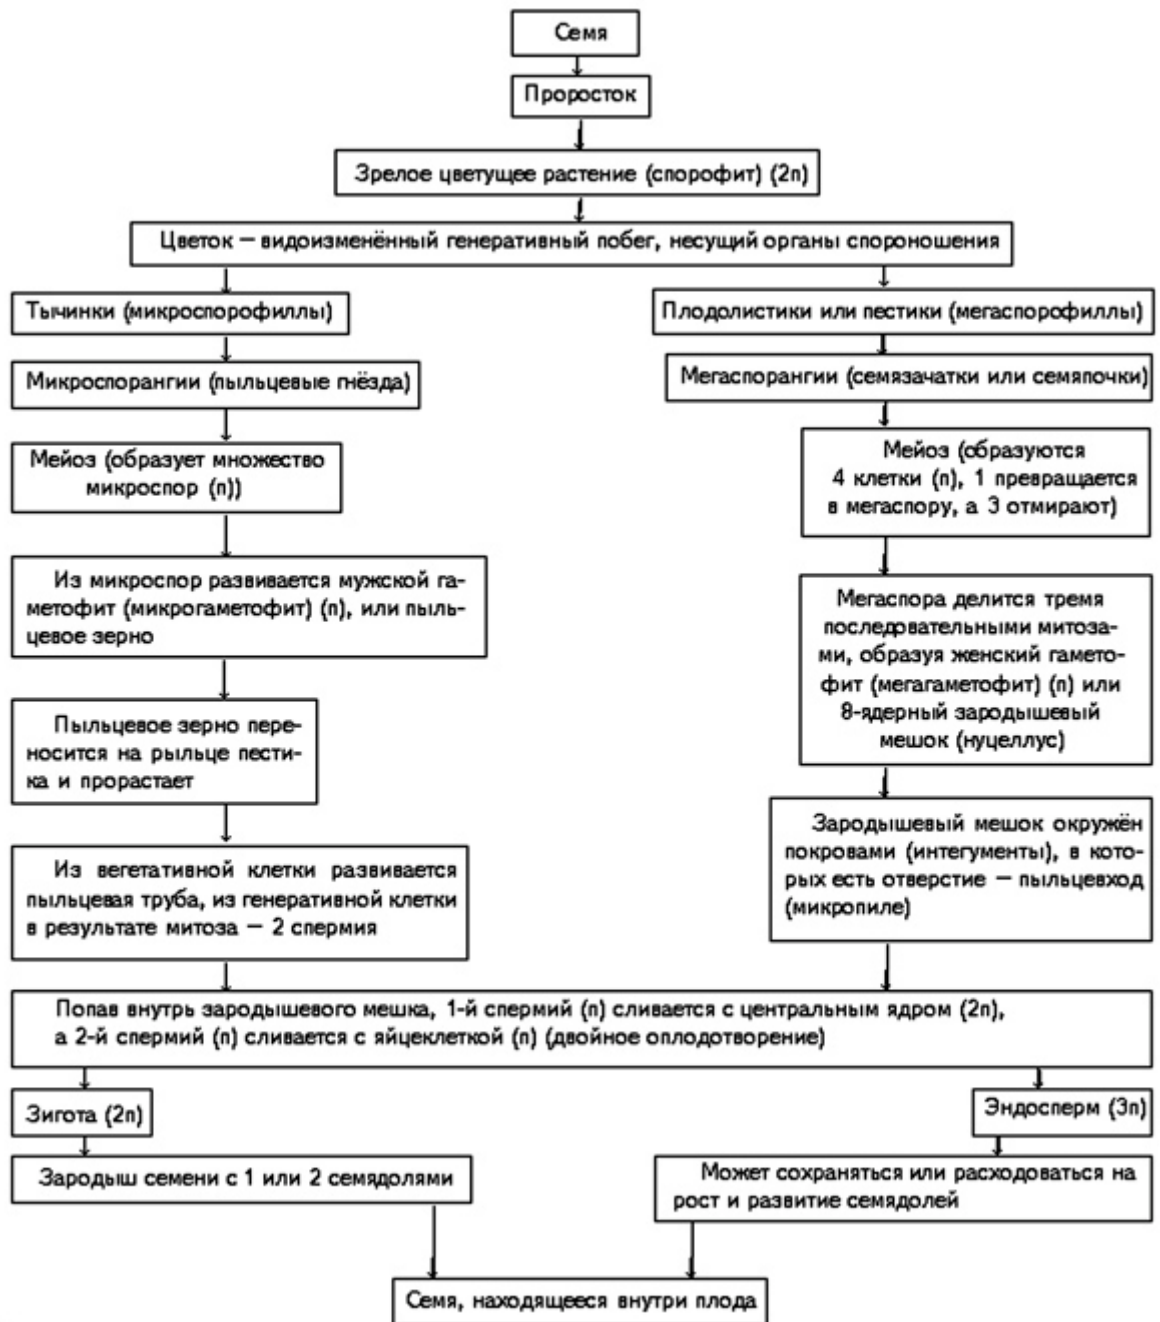 Семя
Проросток
Зрелое цветущее растение (спорофит) (2n)
Цветок — видоизменённый генеративный побег, несущий органы спороношения
Тычинки (микроспорофиллы)
Микроспорангии (пыльцевые гнёзда)
Мейоз (образует множество
микроспор (n))
Из микроспор развивается мужской га-
метофит (микрогаметофит) (n), или пыль-
цевое зерно
Пыльцевое зерно пере-
носится на рыльце пести-
ка и прорастает
Из вегетативной клетки развивается
пыльцевая труба, из генеративной клетки
в результате митоза — 2 спермия
Плодолистики или пестики (мегаспорофиллы)
Мегаспорангии (семязачатки или семяпочки)
Мейоз (образуются
4 клетки (n), 1 превращается
в мегаспору, а 3 отмирают)
Мегаспора делится тремя
последовательными митоза-
ми, образуя женский гамето-
фит (мегагаметофит) (n) или
8-ядерный зародышевый
мешок (нуцеллус)
Зародышевый мешок окружён
покровами (интегументы), в кото-
рых есть отверстие — пыльцевход
(микропиле)
Попав внутрь зародышевого мешка, 1-й спермий (n) сливается с центральным ядром (2n),
а 2-й спермий (n) сливается с яйцеклеткой (n) (двойное оплодотворение)
Зигота (2n)
Эндосперм (3n)
Зародыш семени с 1 или 2 семядолями
Может сохраняться или расходоваться на
рост и развитие семядолей
Семя, находящееся внутри плода